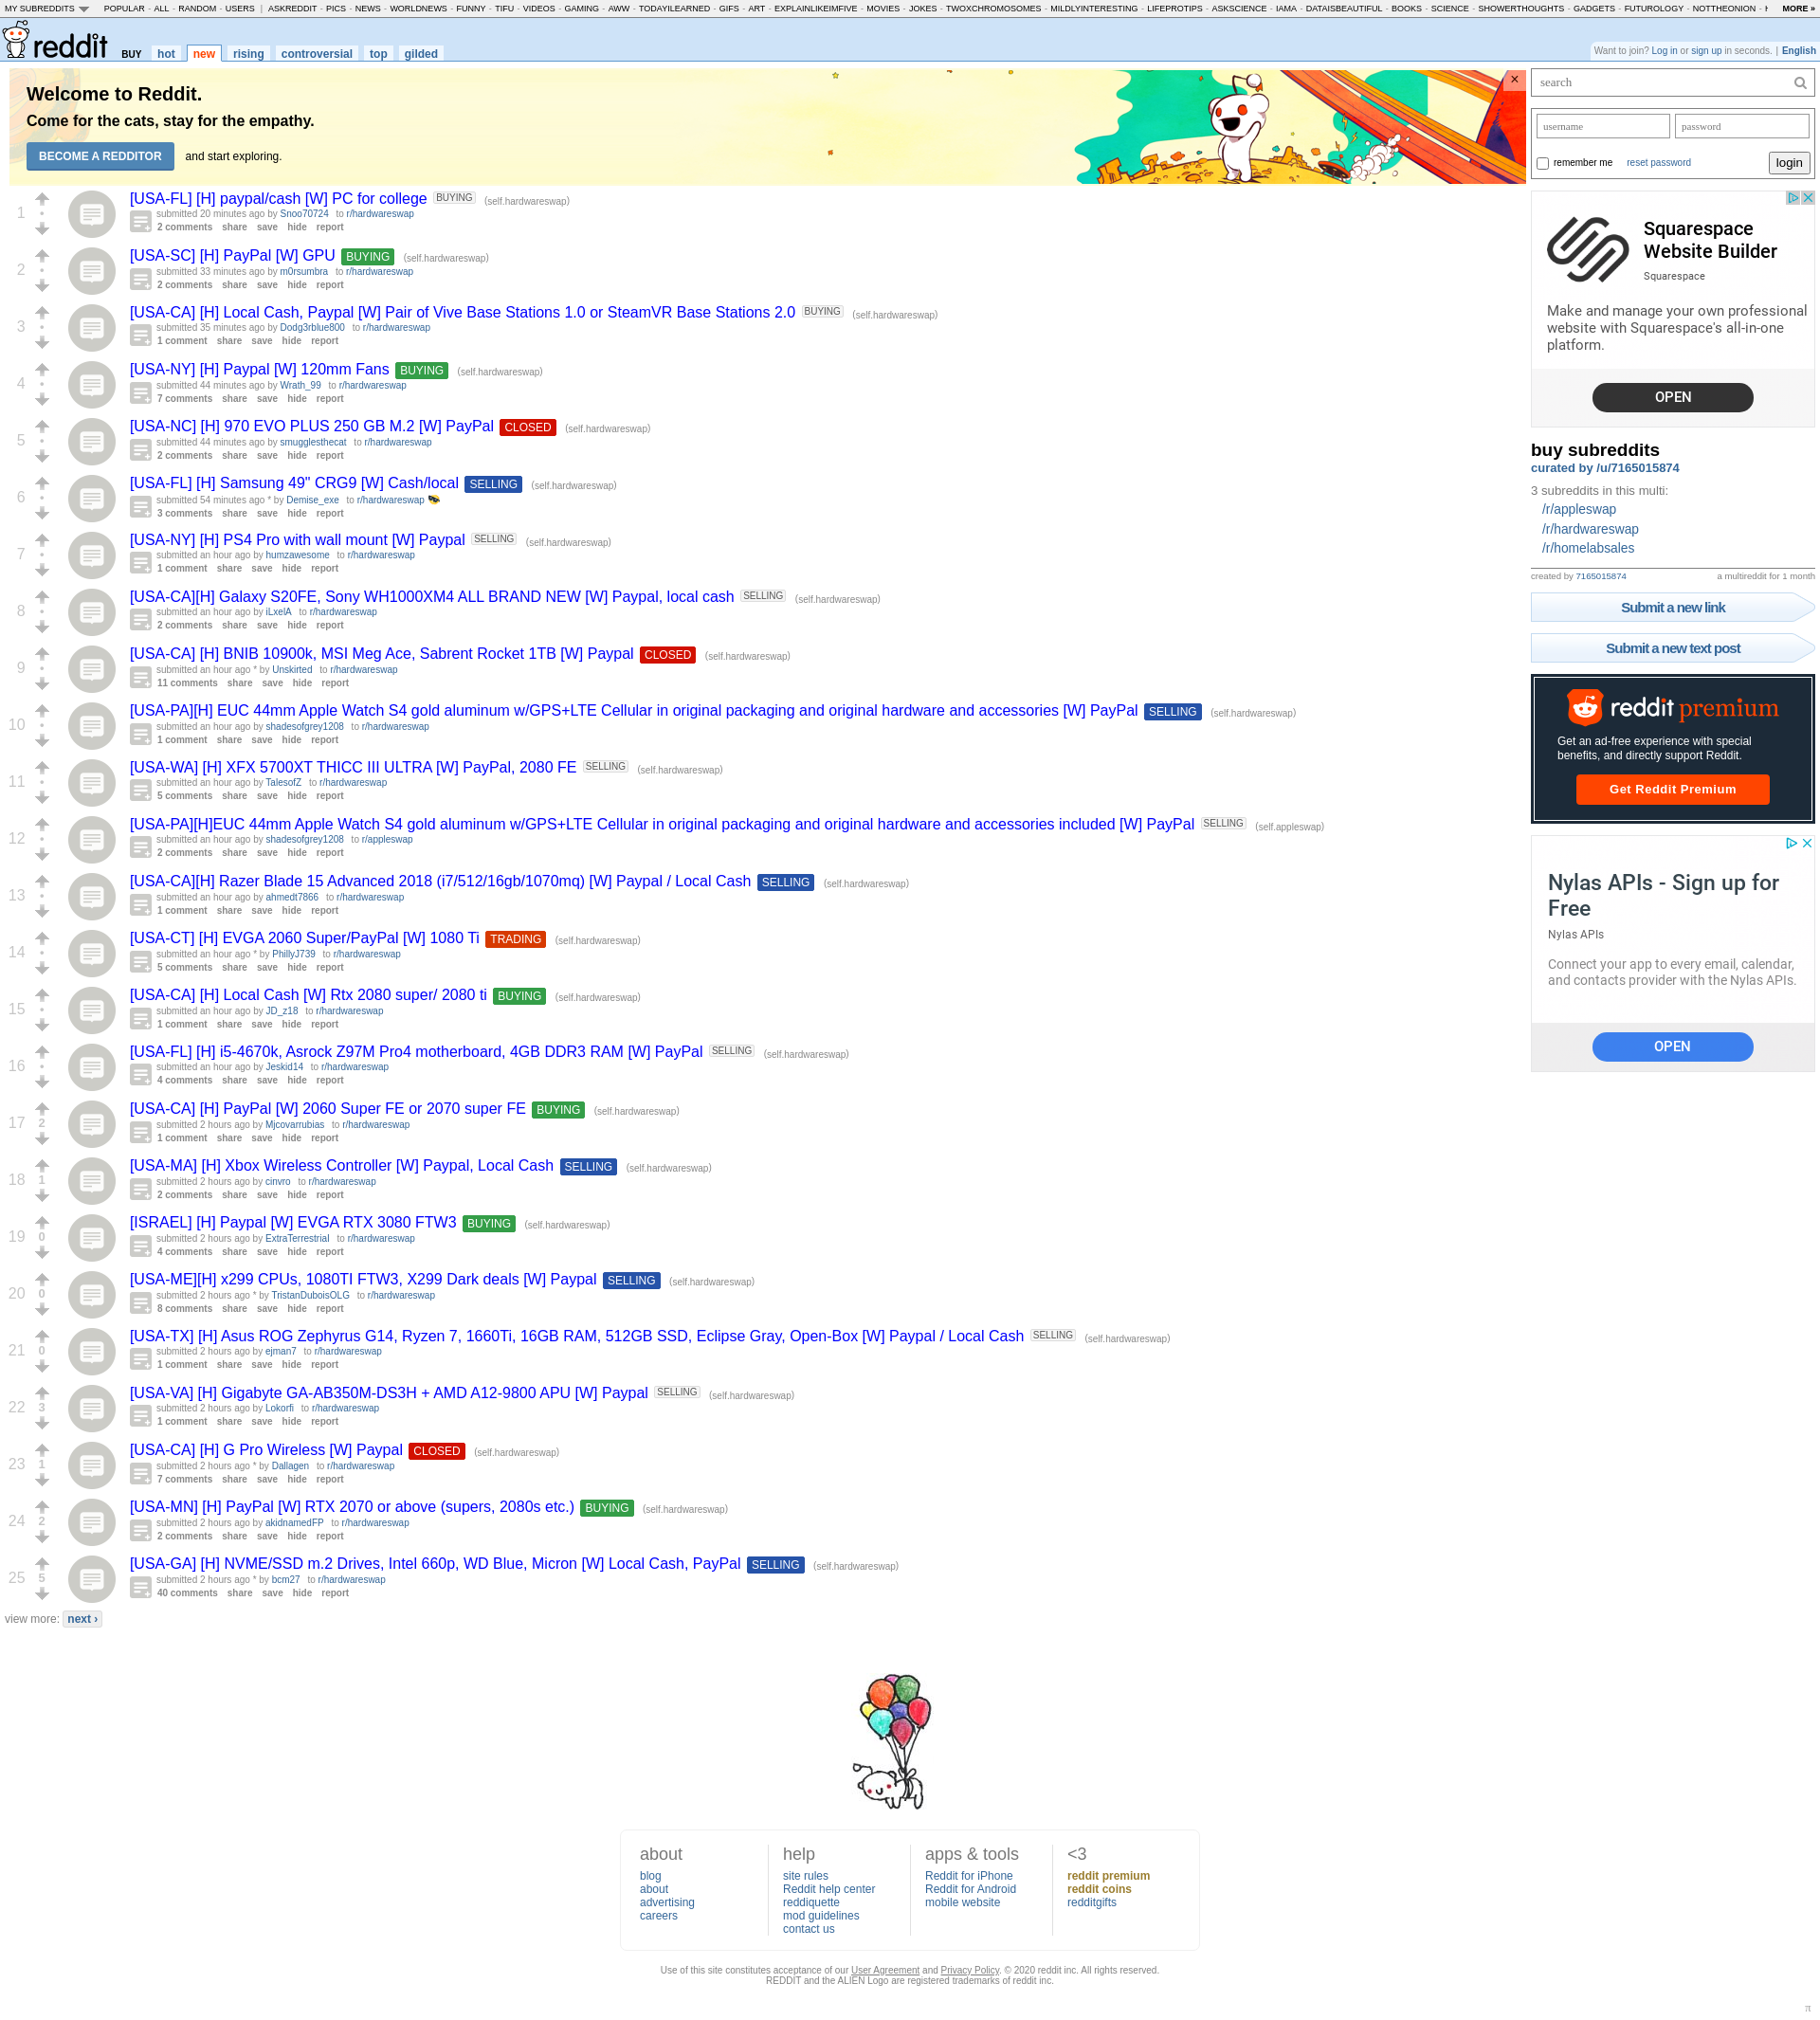 MY SUBREDDITS POPULAR - ALL - RANDOM - USERS | ASKREDDIT - PICS - NEWS - WORLDNEWS - FUNNY - TIFU - VIDEOS - GAMING - AWW - TODAYILEARNED - GIFS - ART - EXPLAINLIKEIMFIVE - MOVIES - JOKES - TWOXCHROMOSOMES - MILDLYINTERESTING - LIFEPROTIPS - ASKSCIENCE - IAMA - DATAISBEAUTIFUL - BOOKS - SCIENCE - SHOWERTHOUGHTS - GADGETS - FUTUROLOGY - NOTTHEONION - MORE »
reddit BUY hot new rising controversial top gilded
Want to join? Log in or sign up in seconds. | English
Welcome to Reddit.
Come for the cats, stay for the empathy.
BECOME A REDDITOR and start exploring.
×
1
[USA-FL] [H] paypal/cash [W] PC for college BUYING (self.hardwareswap)
submitted 20 minutes ago by Snoo70724 to r/hardwareswap
2 comments share save hide report
2
[USA-SC] [H] PayPal [W] GPU BUYING (self.hardwareswap)
submitted 33 minutes ago by m0rsumbra to r/hardwareswap
2 comments share save hide report
3
[USA-CA] [H] Local Cash, Paypal [W] Pair of Vive Base Stations 1.0 or SteamVR Base Stations 2.0 BUYING (self.hardwareswap)
submitted 35 minutes ago by Dodg3rblue800 to r/hardwareswap
1 comment share save hide report
4
[USA-NY] [H] Paypal [W] 120mm Fans BUYING (self.hardwareswap)
submitted 44 minutes ago by Wrath_99 to r/hardwareswap
7 comments share save hide report
5
[USA-NC] [H] 970 EVO PLUS 250 GB M.2 [W] PayPal CLOSED (self.hardwareswap)
submitted 44 minutes ago by smugglesthecat to r/hardwareswap
2 comments share save hide report
6
[USA-FL] [H] Samsung 49" CRG9 [W] Cash/local SELLING (self.hardwareswap)
submitted 54 minutes ago * by Demise_exe to r/hardwareswap
3 comments share save hide report
7
[USA-NY] [H] PS4 Pro with wall mount [W] Paypal SELLING (self.hardwareswap)
submitted an hour ago by humzawesome to r/hardwareswap
1 comment share save hide report
8
[USA-CA][H] Galaxy S20FE, Sony WH1000XM4 ALL BRAND NEW [W] Paypal, local cash SELLING (self.hardwareswap)
submitted an hour ago by iLxelA to r/hardwareswap
2 comments share save hide report
9
[USA-CA] [H] BNIB 10900k, MSI Meg Ace, Sabrent Rocket 1TB [W] Paypal CLOSED (self.hardwareswap)
submitted an hour ago * by Unskirted to r/hardwareswap
11 comments share save hide report
10
[USA-PA][H] EUC 44mm Apple Watch S4 gold aluminum w/GPS+LTE Cellular in original packaging and original hardware and accessories [W] PayPal SELLING (self.hardwareswap)
submitted an hour ago by shadesofgrey1208 to r/hardwareswap
1 comment share save hide report
11
[USA-WA] [H] XFX 5700XT THICC III ULTRA [W] PayPal, 2080 FE SELLING (self.hardwareswap)
submitted an hour ago by TalesofZ to r/hardwareswap
5 comments share save hide report
12
[USA-PA][H]EUC 44mm Apple Watch S4 gold aluminum w/GPS+LTE Cellular in original packaging and original hardware and accessories included [W] PayPal SELLING (self.appleswap)
submitted an hour ago by shadesofgrey1208 to r/appleswap
2 comments share save hide report
13
[USA-CA][H] Razer Blade 15 Advanced 2018 (i7/512/16gb/1070mq) [W] Paypal / Local Cash SELLING (self.hardwareswap)
submitted an hour ago by ahmedt7866 to r/hardwareswap
1 comment share save hide report
14
[USA-CT] [H] EVGA 2060 Super/PayPal [W] 1080 Ti TRADING (self.hardwareswap)
submitted an hour ago * by PhillyJ739 to r/hardwareswap
5 comments share save hide report
15
[USA-CA] [H] Local Cash [W] Rtx 2080 super/ 2080 ti BUYING (self.hardwareswap)
submitted an hour ago by JD_z18 to r/hardwareswap
1 comment share save hide report
16
[USA-FL] [H] i5-4670k, Asrock Z97M Pro4 motherboard, 4GB DDR3 RAM [W] PayPal SELLING (self.hardwareswap)
submitted an hour ago by Jeskid14 to r/hardwareswap
4 comments share save hide report
17 2
[USA-CA] [H] PayPal [W] 2060 Super FE or 2070 super FE BUYING (self.hardwareswap)
submitted 2 hours ago by Mjcovarrubias to r/hardwareswap
1 comment share save hide report
18 1
[USA-MA] [H] Xbox Wireless Controller [W] Paypal, Local Cash SELLING (self.hardwareswap)
submitted 2 hours ago by cinvro to r/hardwareswap
2 comments share save hide report
19 0
[ISRAEL] [H] Paypal [W] EVGA RTX 3080 FTW3 BUYING (self.hardwareswap)
submitted 2 hours ago by ExtraTerrestrial to r/hardwareswap
4 comments share save hide report
20 0
[USA-ME][H] x299 CPUs, 1080TI FTW3, X299 Dark deals [W] Paypal SELLING (self.hardwareswap)
submitted 2 hours ago * by TristanDuboisOLG to r/hardwareswap
8 comments share save hide report
21 0
[USA-TX] [H] Asus ROG Zephyrus G14, Ryzen 7, 1660Ti, 16GB RAM, 512GB SSD, Eclipse Gray, Open-Box [W] Paypal / Local Cash SELLING (self.hardwareswap)
submitted 2 hours ago by ejman7 to r/hardwareswap
1 comment share save hide report
22 3
[USA-VA] [H] Gigabyte GA-AB350M-DS3H + AMD A12-9800 APU [W] Paypal SELLING (self.hardwareswap)
submitted 2 hours ago by Lokorfi to r/hardwareswap
1 comment share save hide report
23 1
[USA-CA] [H] G Pro Wireless [W] Paypal CLOSED (self.hardwareswap)
submitted 2 hours ago * by Dallagen to r/hardwareswap
7 comments share save hide report
24 2
[USA-MN] [H] PayPal [W] RTX 2070 or above (supers, 2080s etc.) BUYING (self.hardwareswap)
submitted 2 hours ago by akidnamedFP to r/hardwareswap
2 comments share save hide report
25 5
[USA-GA] [H] NVME/SSD m.2 Drives, Intel 660p, WD Blue, Micron [W] Local Cash, PayPal SELLING (self.hardwareswap)
submitted 2 hours ago * by bcm27 to r/hardwareswap
40 comments share save hide report
view more: next ›
search
username password
remember me reset password login
Squarespace
Website Builder
Squarespace
Make and manage your own professional
website with Squarespace's all-in-one
platform.
OPEN
buy subreddits
curated by /u/7165015874
3 subreddits in this multi:
/r/appleswap
/r/hardwareswap
/r/homelabsales
created by 7165015874 a multireddit for 1 month
Submit a new link
Submit a new text post
reddit premium
Get an ad-free experience with special
benefits, and directly support Reddit.
Get Reddit Premium
Nylas APIs - Sign up for
Free
Nylas APIs
Connect your app to every email, calendar,
and contacts provider with the Nylas APIs.
OPEN
about
blog
about
advertising
careers
help
site rules
Reddit help center
reddiquette
mod guidelines
contact us
apps & tools
Reddit for iPhone
Reddit for Android
mobile website
<3
reddit premium
reddit coins
redditgifts
Use of this site constitutes acceptance of our User Agreement and Privacy Policy. © 2020 reddit inc. All rights reserved.
REDDIT and the ALIEN Logo are registered trademarks of reddit inc.
π